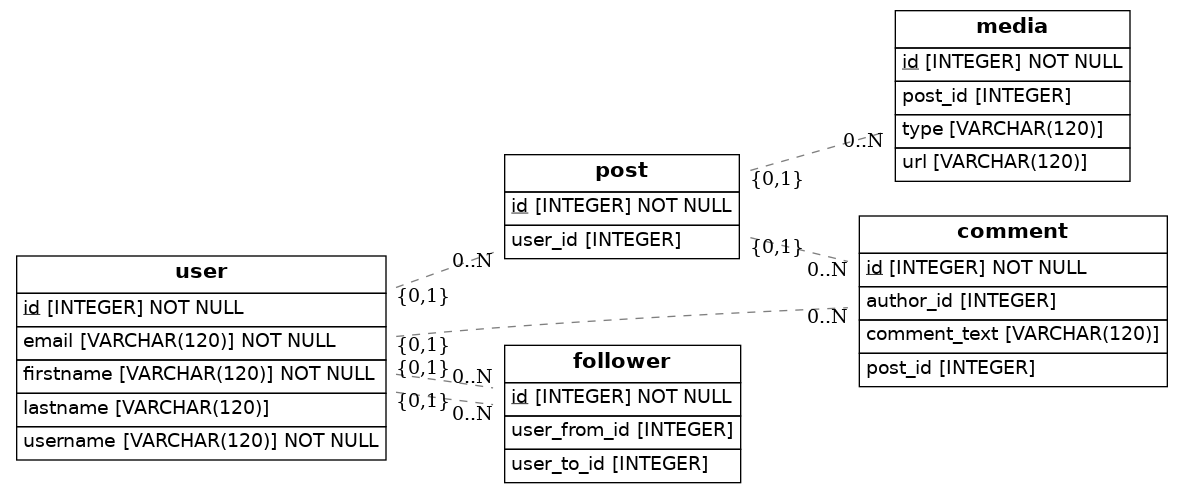 media
id [INTEGER] NOT NULL
post_id [INTEGER]
type [VARCHAR(120)]
url [VARCHAR(120)]
0..N
{0,1}
post
id [INTEGER] NOT NULL
user_id [INTEGER]
{0,1}
0..N
comment
id [INTEGER] NOT NULL
author_id [INTEGER]
comment_text [VARCHAR(120)]
post_id [INTEGER]
0..N
{0,1}
user
id [INTEGER] NOT NULL
email [VARCHAR(120)] NOT NULL
firstname [VARCHAR(120)] NOT NULL
lastname [VARCHAR(120)]
username [VARCHAR(120)] NOT NULL
{0,1}
0..N
{0,1}
0..N
{0,1}
0..N
follower
id [INTEGER] NOT NULL
user_from_id [INTEGER]
user_to_id [INTEGER]